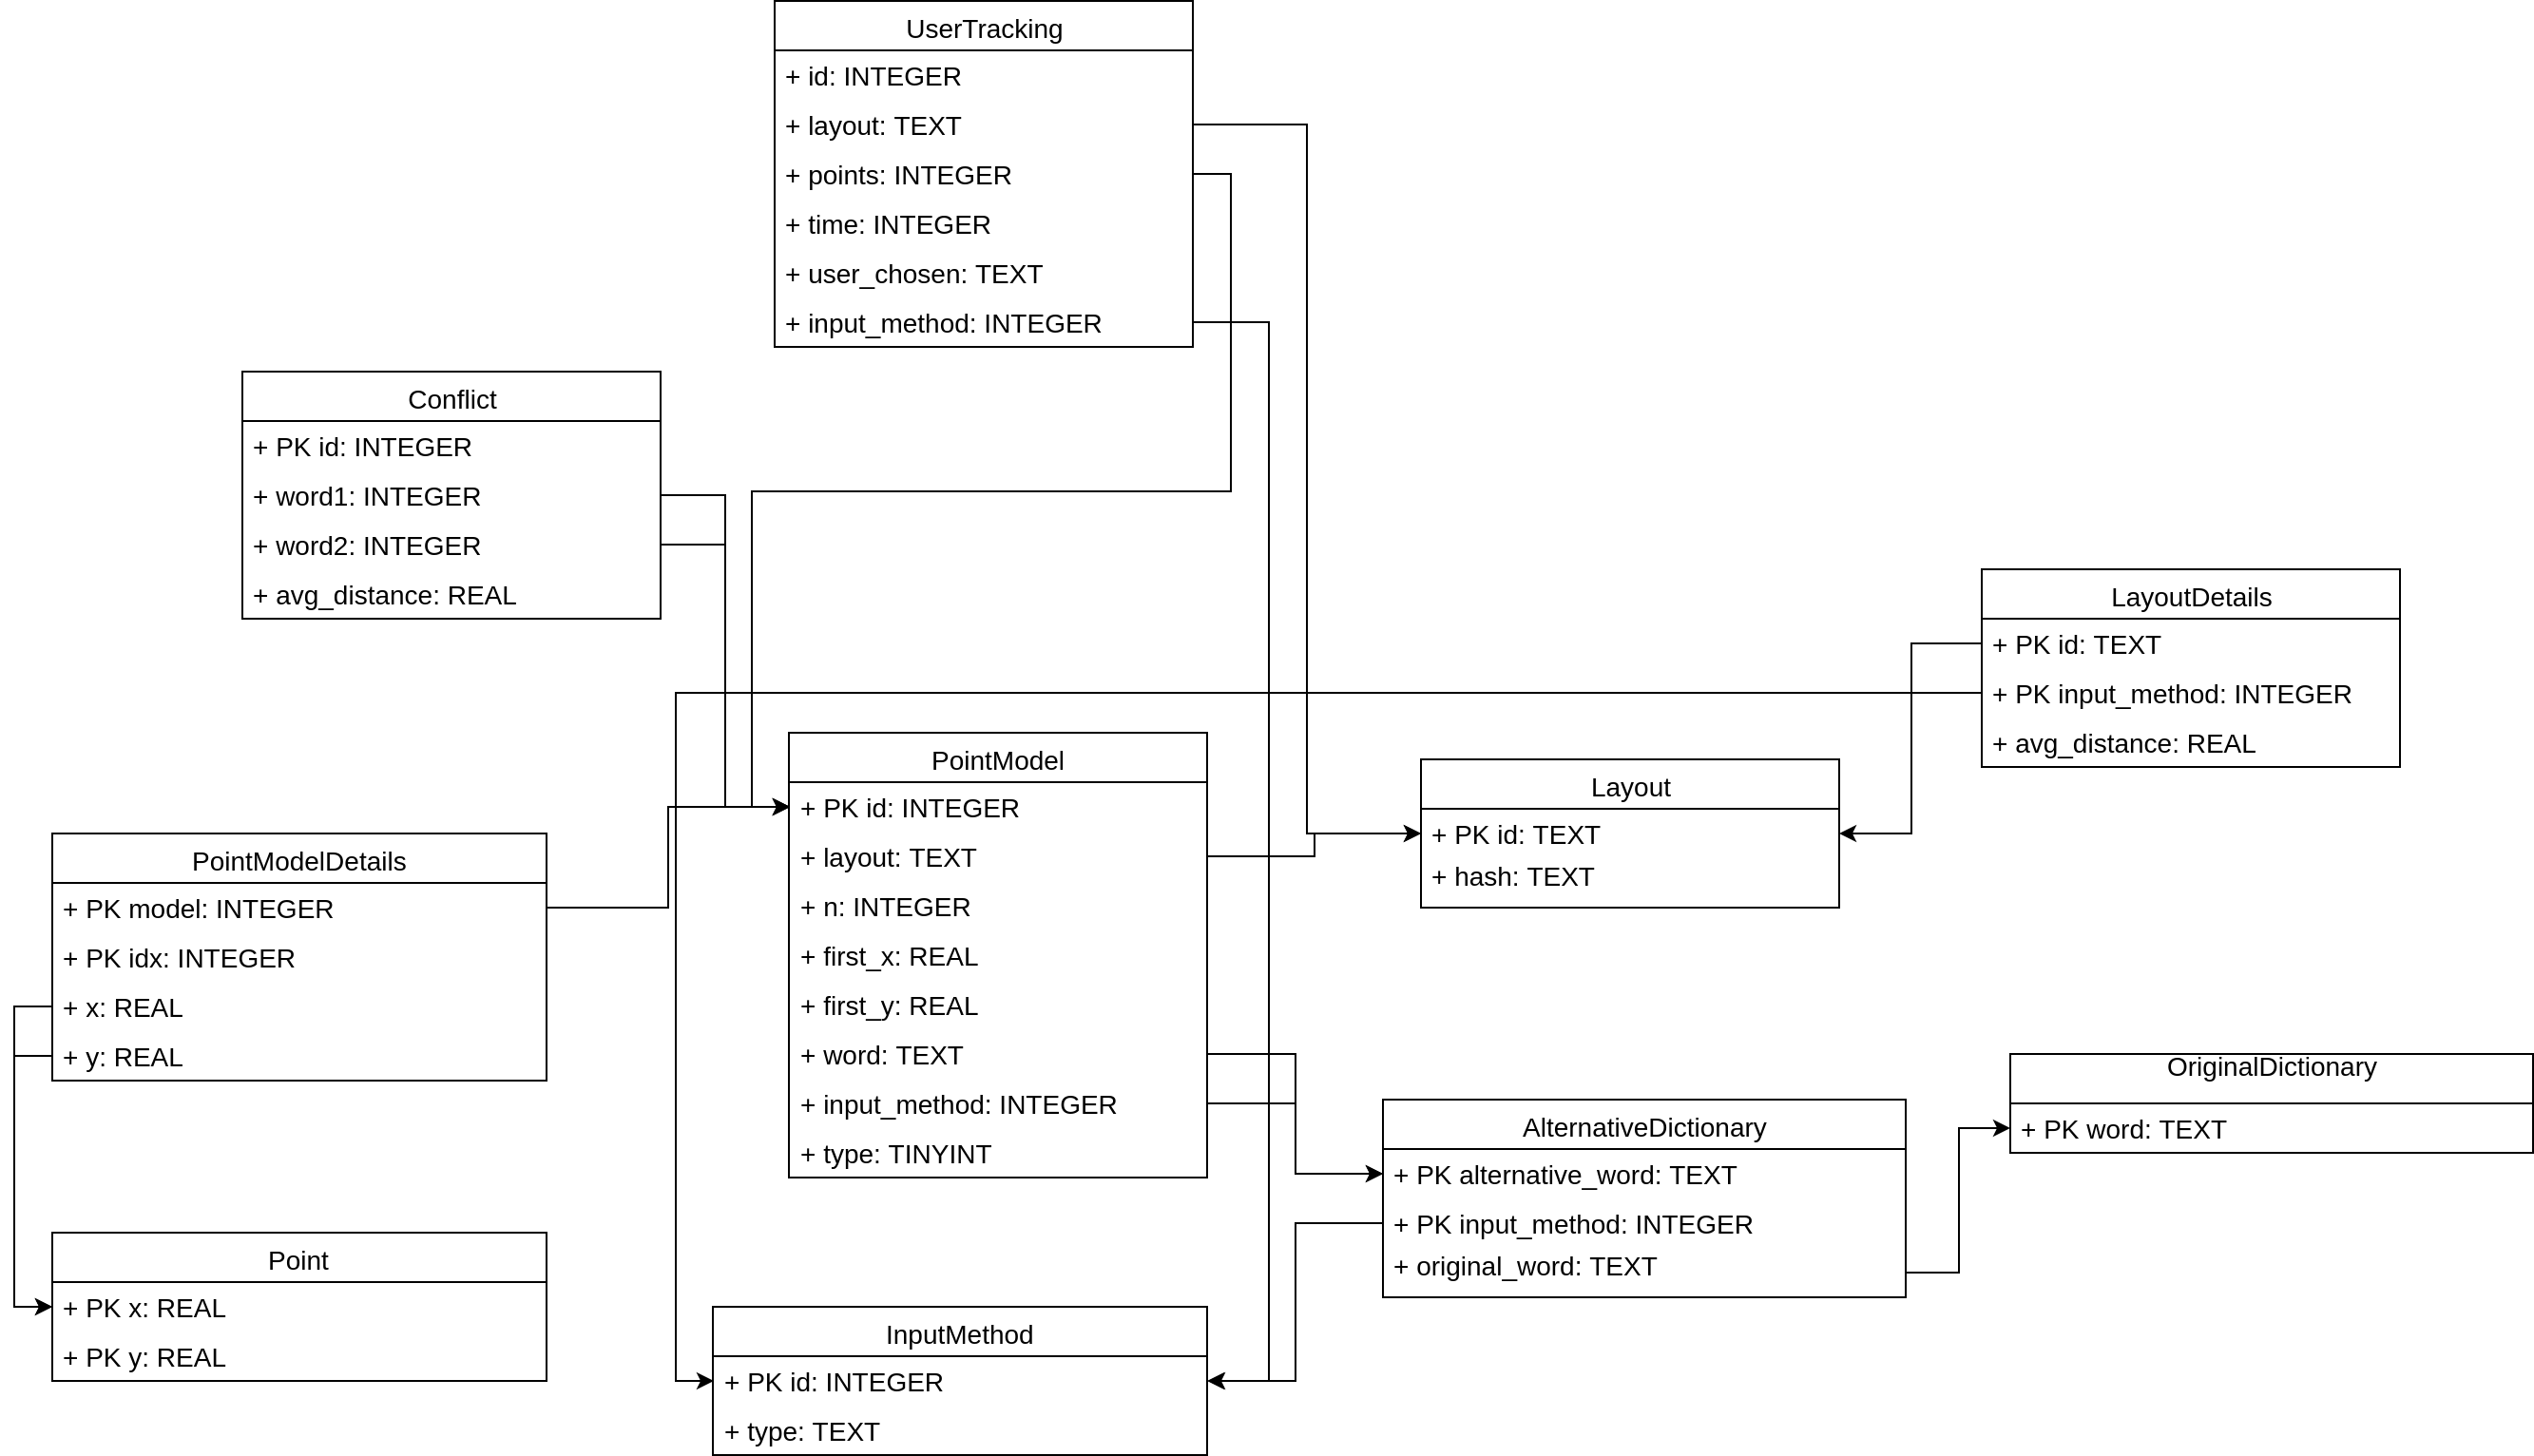 UserTracking
+ id: INTEGER
+ layout: TEXT
+ points: INTEGER
+ time: INTEGER
+ user_chosen: TEXT
+ input_method: INTEGER
Conflict
+ PK id: INTEGER
+ word1: INTEGER
+ word2: INTEGER
+ avg_distance: REAL
LayoutDetails
+ PK id: TEXT
+ PK input_method: INTEGER
+ avg_distance: REAL
PointModel
+ PK id: INTEGER
+ layout: TEXT
+ n: INTEGER
+ first_x: REAL
+ first_y: REAL
+ word: TEXT
+ input_method: INTEGER
+ type: TINYINT
Layout
+ PK id: TEXT
+ hash: TEXT
PointModelDetails
+ PK model: INTEGER
+ PK idx: INTEGER
+ x: REAL
+ y: REAL
OriginalDictionary
+ PK word: TEXT
AlternativeDictionary
+ PK alternative_word: TEXT
+ PK input_method: INTEGER
+ original_word: TEXT
Point
+ PK x: REAL
+ PK y: REAL
InputMethod
+ PK id: INTEGER
+ type: TEXT